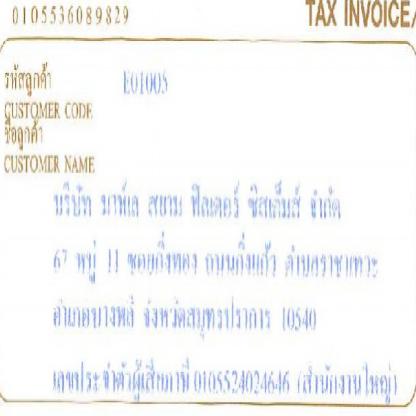 0105536089829 TAX INVOICE/
รหัสลูกค้า E01005
CUSTOMER CODE
ชื่อลูกค้า
CUSTOMER NAME
บริษัท มาห์เล สยาม ฟิลเตอร์ ซิสเต็มส์ จำกัด
67 หมู่ 11 ซอยกิ่งทอง ถนนกิ่งแก้ว ตำบลราชาเทวะ
อำเภอบางพลี จังหวัดสมุทรปราการ 10540
เลขประจำตัวผู้เสียภาษี 0105524024646 (สำนักงานใหญ่)